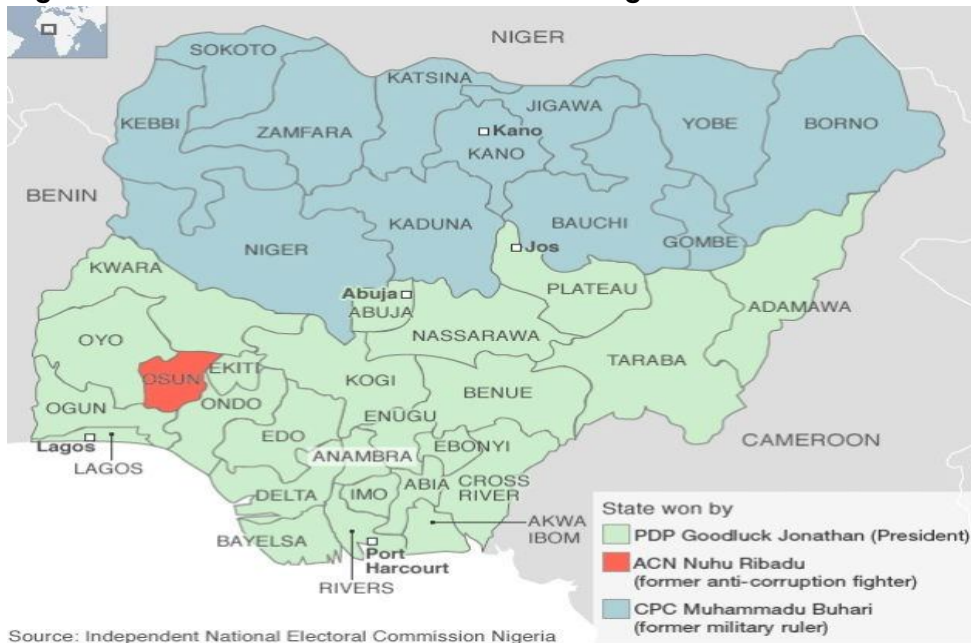 NIGER
SOKOTO
KATSINA
JIGAWA
KEBBI
ZAMFARA
Kano
KANO
YOBE
BORNO
BENIN
KADUNA
BAUCHI
NIGER
GOMBE
Jos
KWARA
PLATEAU
Abuja
ABUJA
ADAMAWA
NASSARAWA
OYO
TARABA
OSUN
EKITI
KOGI
BENUE
OGUN
ONDO
ENUGU
EDO
EBONYI
CAMEROON
Lagos
ANAMBRA
LAGOS
ABIA
CROSS
RIVER
DELTA
IMO
AKWA
IBOM
BAYELSA
Port
Harcourt
RIVERS
State won by
PDP Goodluck Jonathan (President)
ACN Nuhu Ribadu
(former anti-corruption fighter)
CPC Muhammadu Buhari
(former military ruler)
Source: Independent National Electoral Commission Nigeria